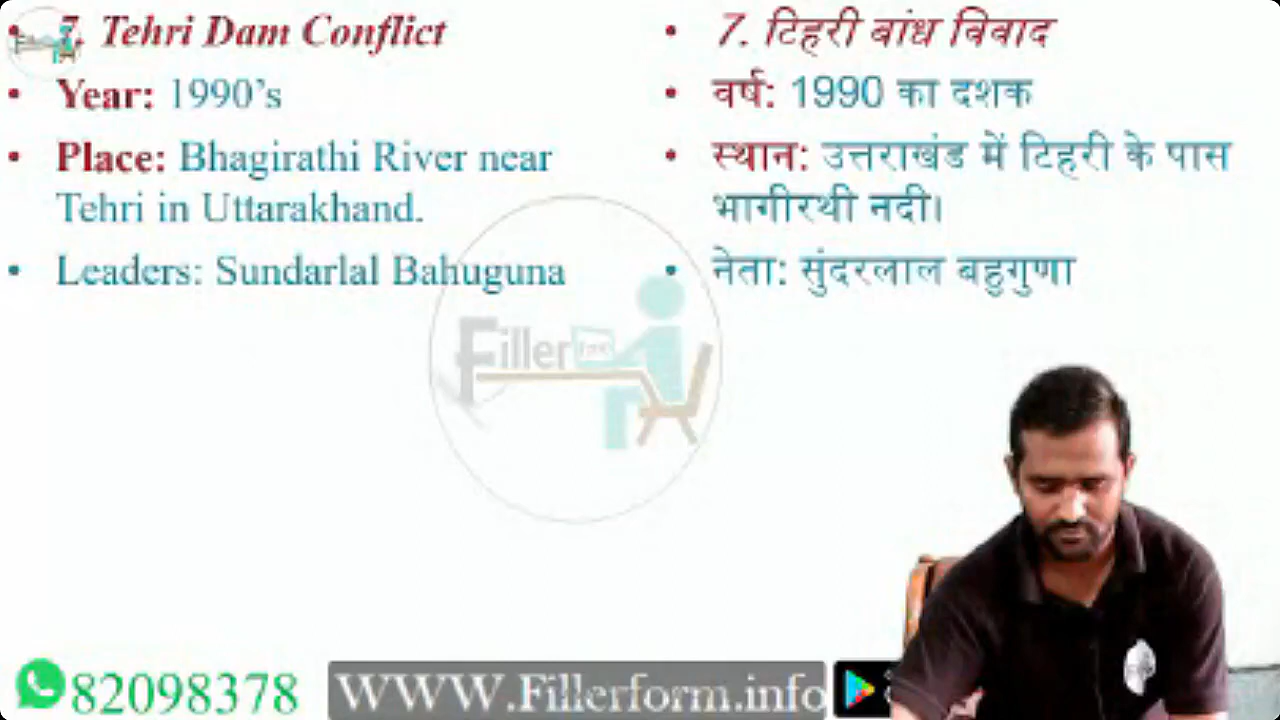 7. Tehri Dam Conflict
Year: 1990's
Place: Bhagirathi River near
Tehri in Uttarakhand.
Leaders: Sundarlal Bahuguna
7. टिहरी बांध विवाद
वर्ष: 1990 का दशक
स्थान: उत्तराखंड में टिहरी के पास
भागीरथी नदी।
नेता: सुंदरलाल बहुगुणा
Filler
82098378
WWW.Fillerform.info